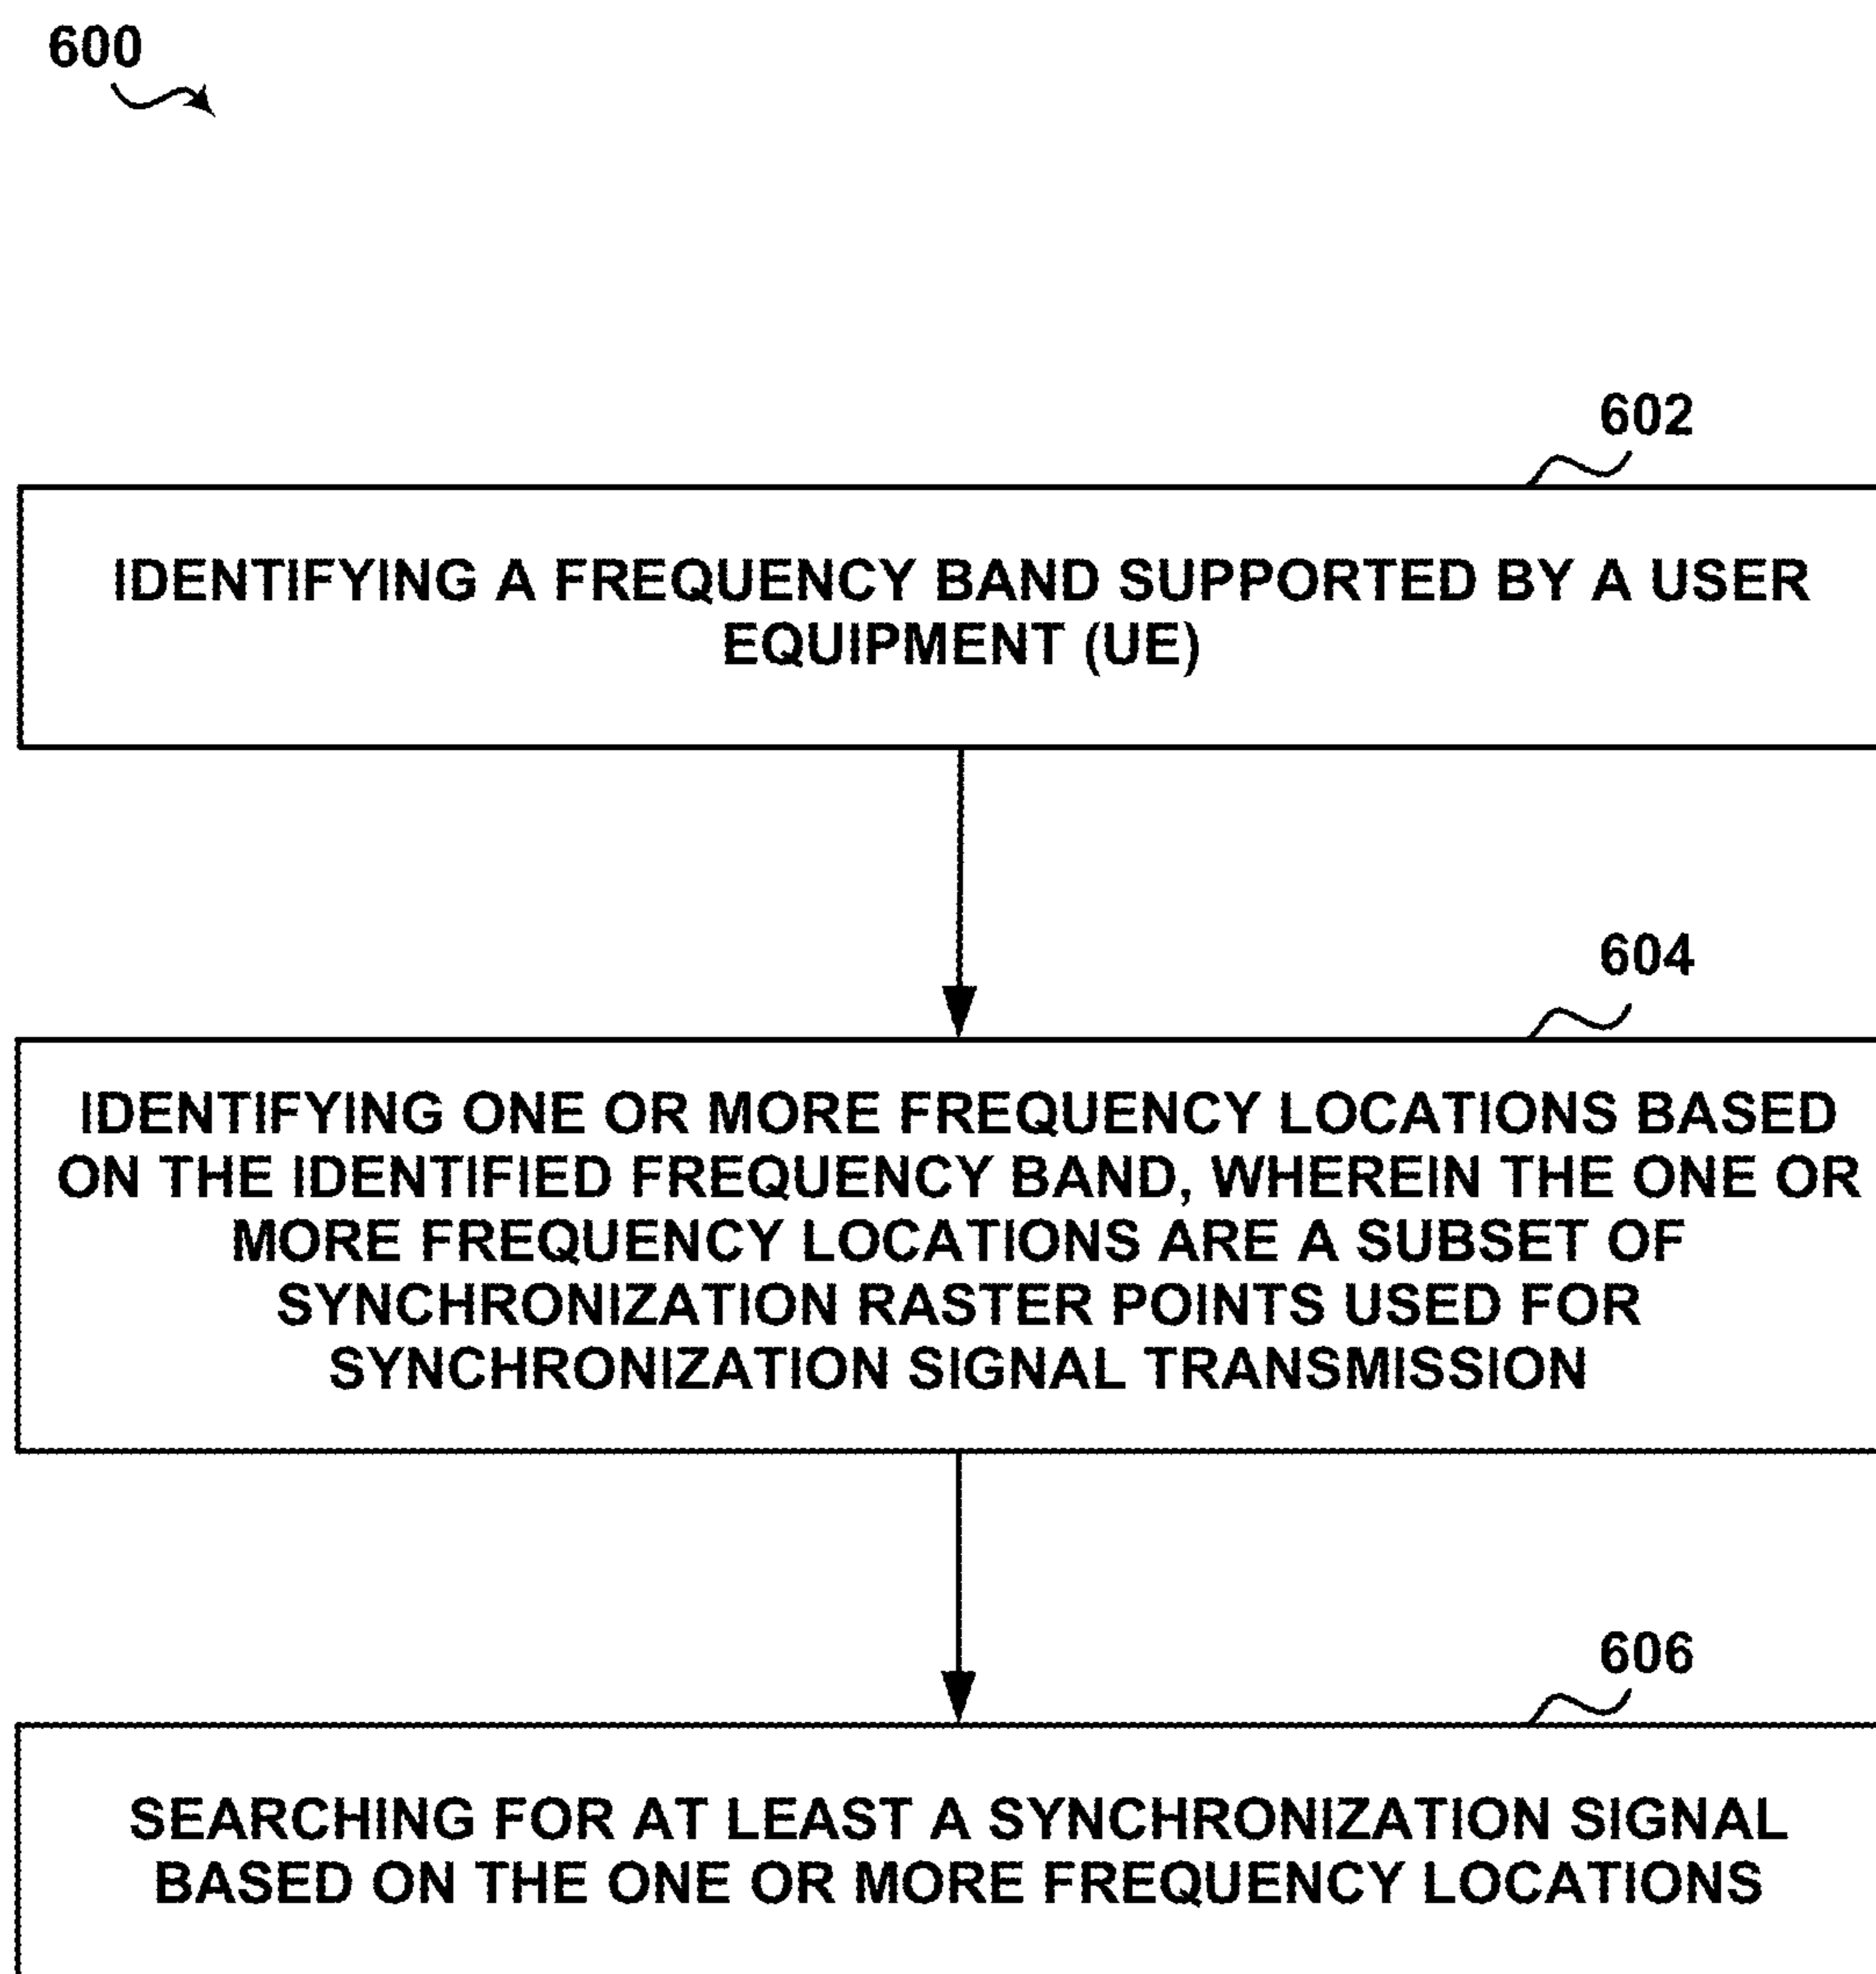 600
602
IDENTIFYING A FREQUENCY BAND SUPPORTED BY A USER
EQUIPMENT (UE)
604
IDENTIFYING ONE OR MORE FREQUENCY LOCATIONS BASED
ON THE IDENTIFIED FREQUENCY BAND, WHEREIN THE ONE OR
MORE FREQUENCY LOCATIONS ARE A SUBSET OF
SYNCHRONIZATION RASTER POINTS USED FOR
SYNCHRONIZATION SIGNAL TRANSMISSION
606
SEARCHING FOR AT LEAST A SYNCHRONIZATION SIGNAL
BASED ON THE ONE OR MORE FREQUENCY LOCATIONS